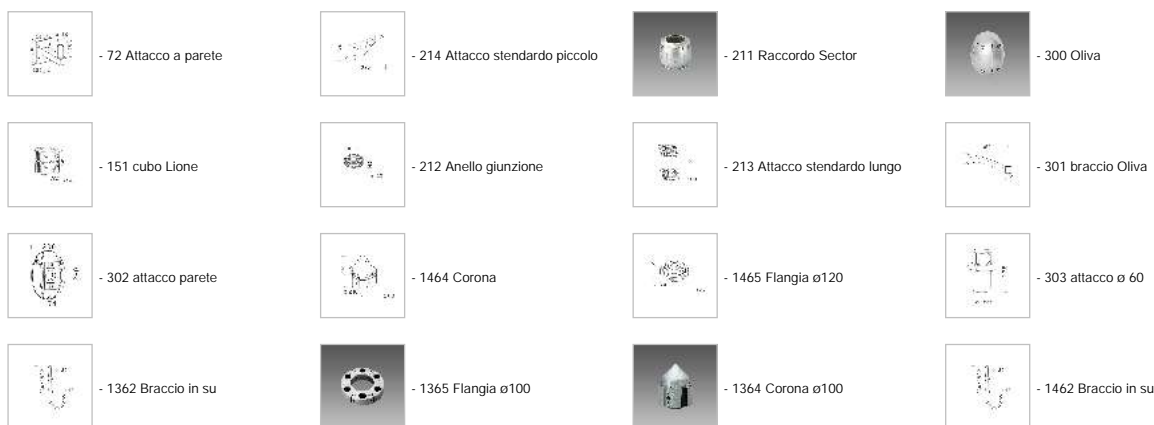 - 72 Attacco a parete
- 214 Attacco stendardo piccolo
- 211 Raccordo Sector
- 300 Oliva
- 151 cubo Lione
- 212 Anello giunzione
- 213 Attacco stendardo lungo
- 301 braccio Oliva
- 302 attacco parete
- 1464 Corona
- 1465 Flangia ø120
- 303 attacco ø 60
- 1362 Braccio in su
- 1365 Flangia ø100
- 1364 Corona ø100
- 1462 Braccio in su